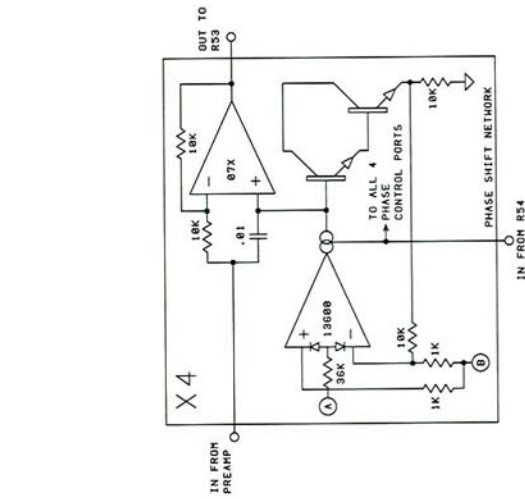 X4
IN FROM
PREAMP
OUT TO
R53
10K
10K
.01
07X
−
+
13600
+
−
36K
A
10K
1K
1K
B
10K
TO ALL 4
PHASE
CONTROL PORTS
PHASE SHIFT NETWORK
IN FROM R54